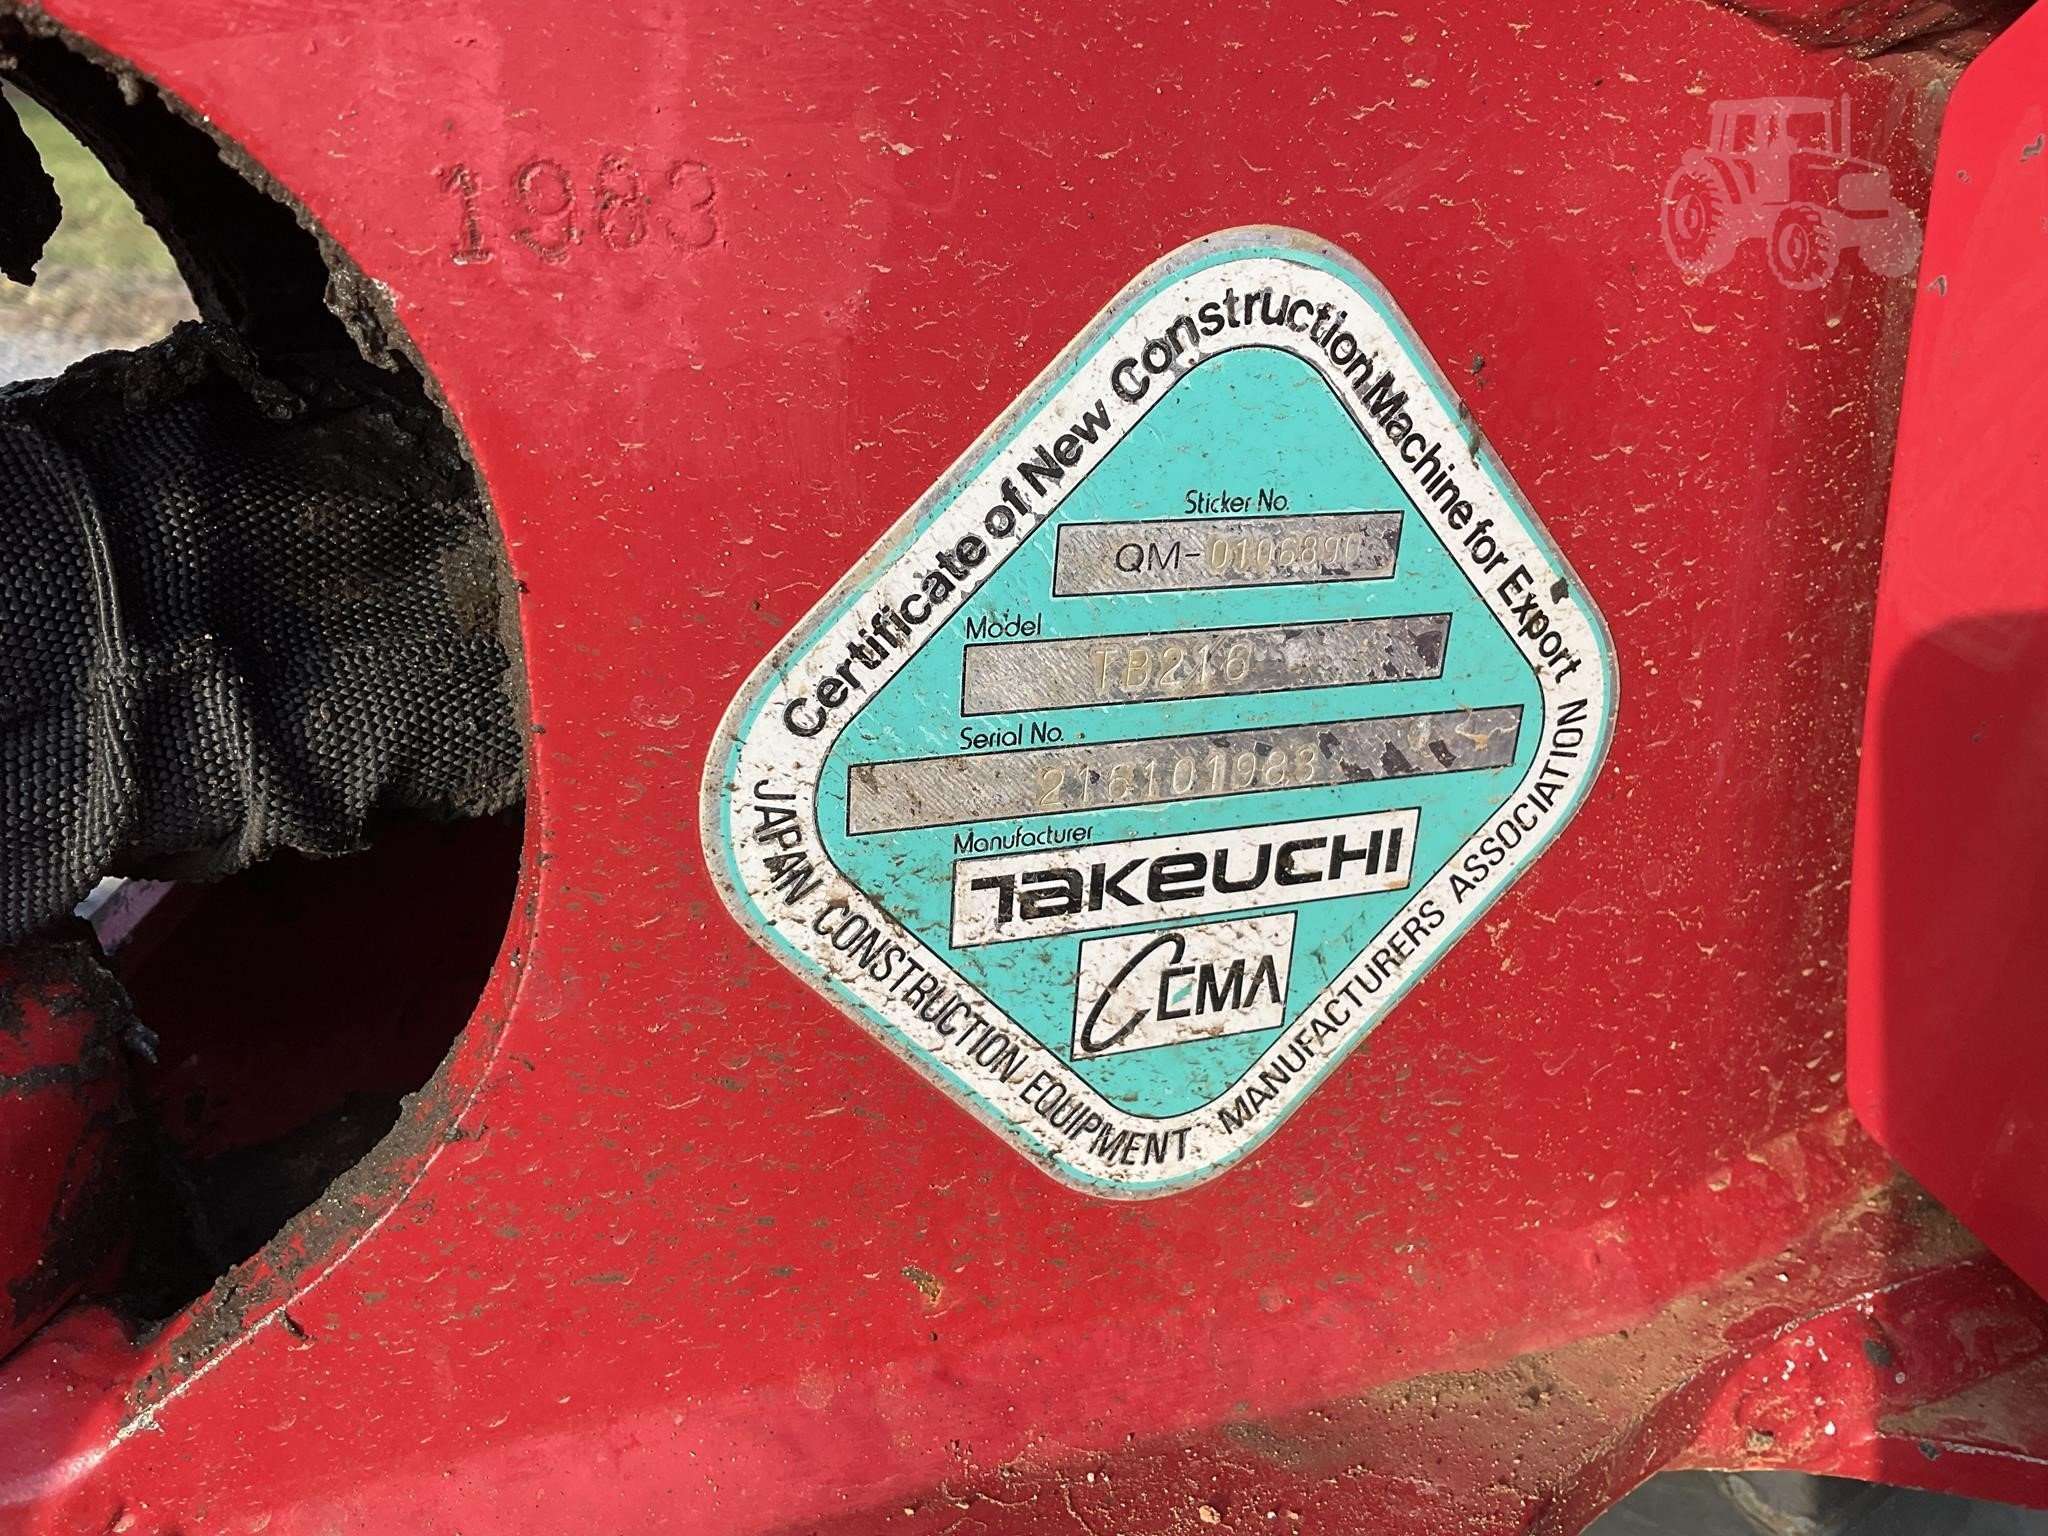 1983
Certificate of New Construction Machine for Export
Sticker No.
QM-0106890
Model
TB216
Serial No.
216101983
Manufacturer
TAKEUCHI
CEMA
JAPAN CONSTRUCTION EQUIPMENT MANUFACTURERS ASSOCIATION